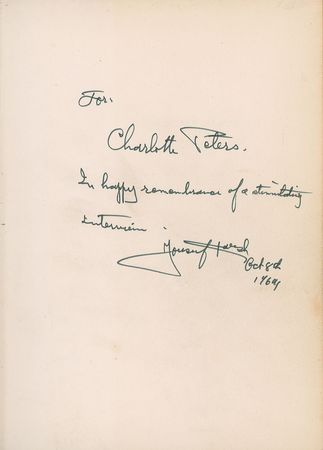 For:
Charlotte Peters.
In happy remembrance of a stimulating
interview.
Yousuf Karsh
Oct 8th
1964